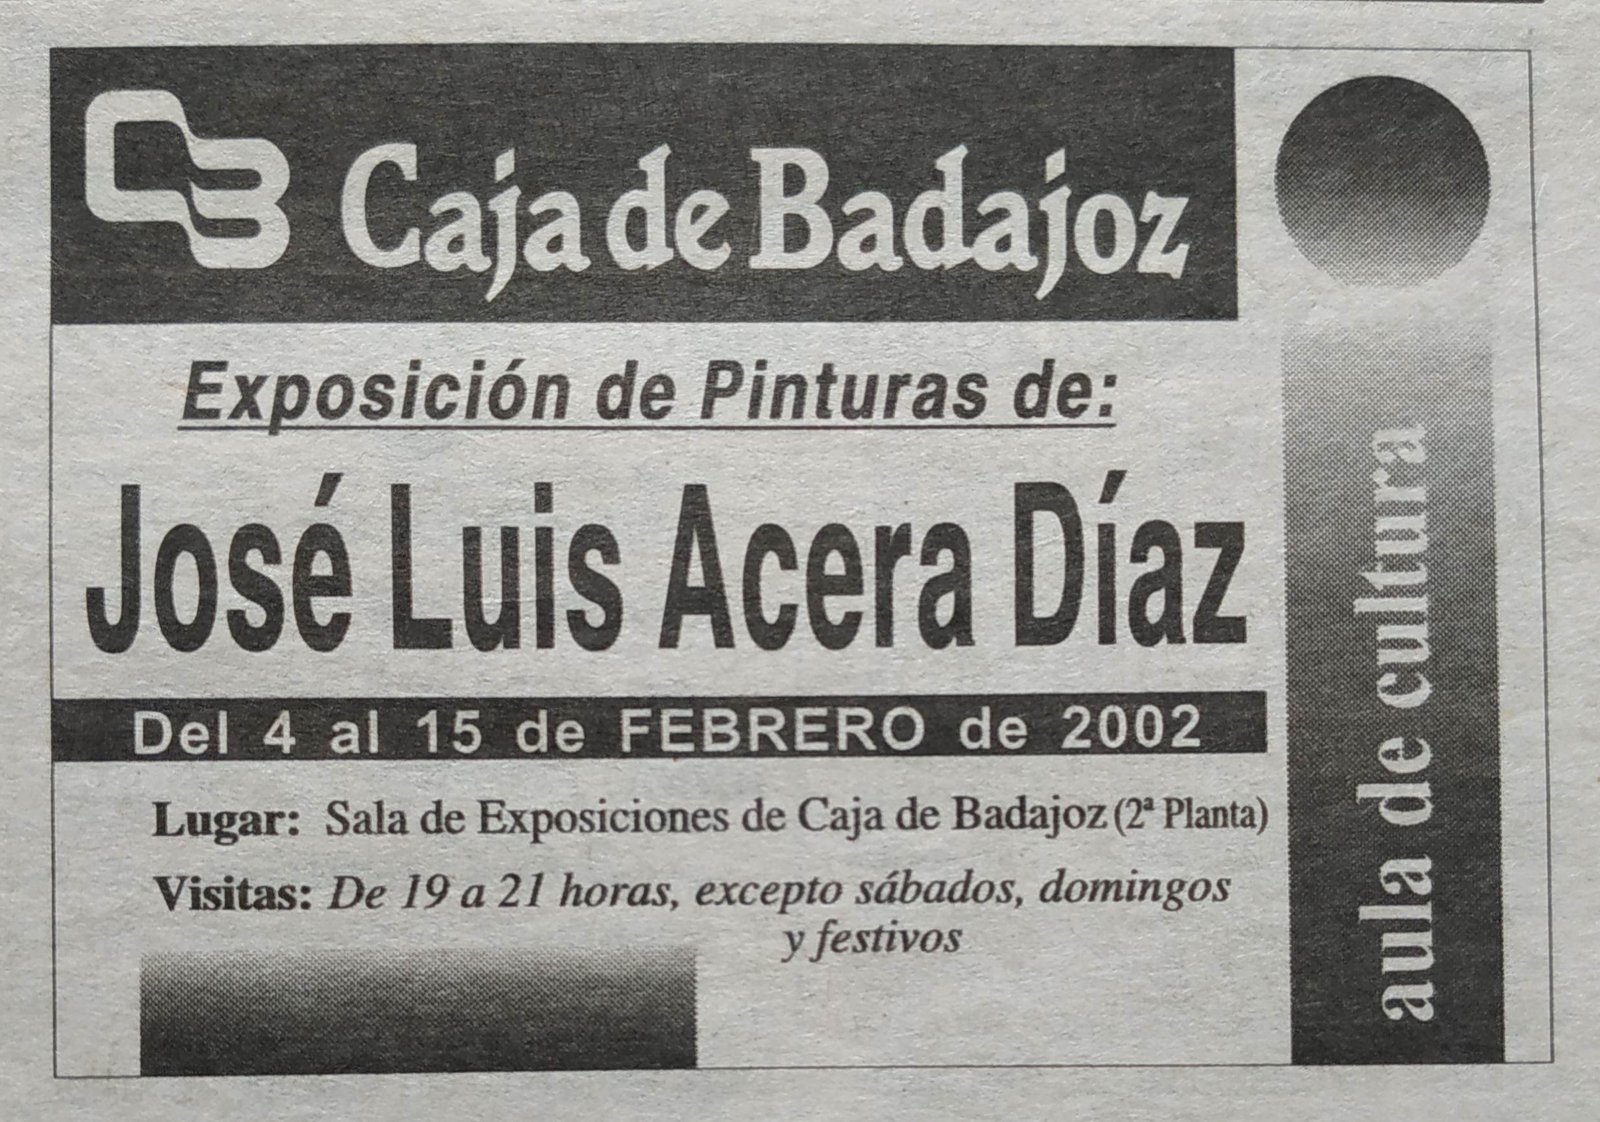 CB Caja de Badajoz
Exposición de Pinturas de:
José Luis Acera Díaz
Del 4 al 15 de FEBRERO de 2002
Lugar: Sala de Exposiciones de Caja de Badajoz (2ª Planta)
Visitas: De 19 a 21 horas, excepto sábados, domingos
y festivos
aula de cultura